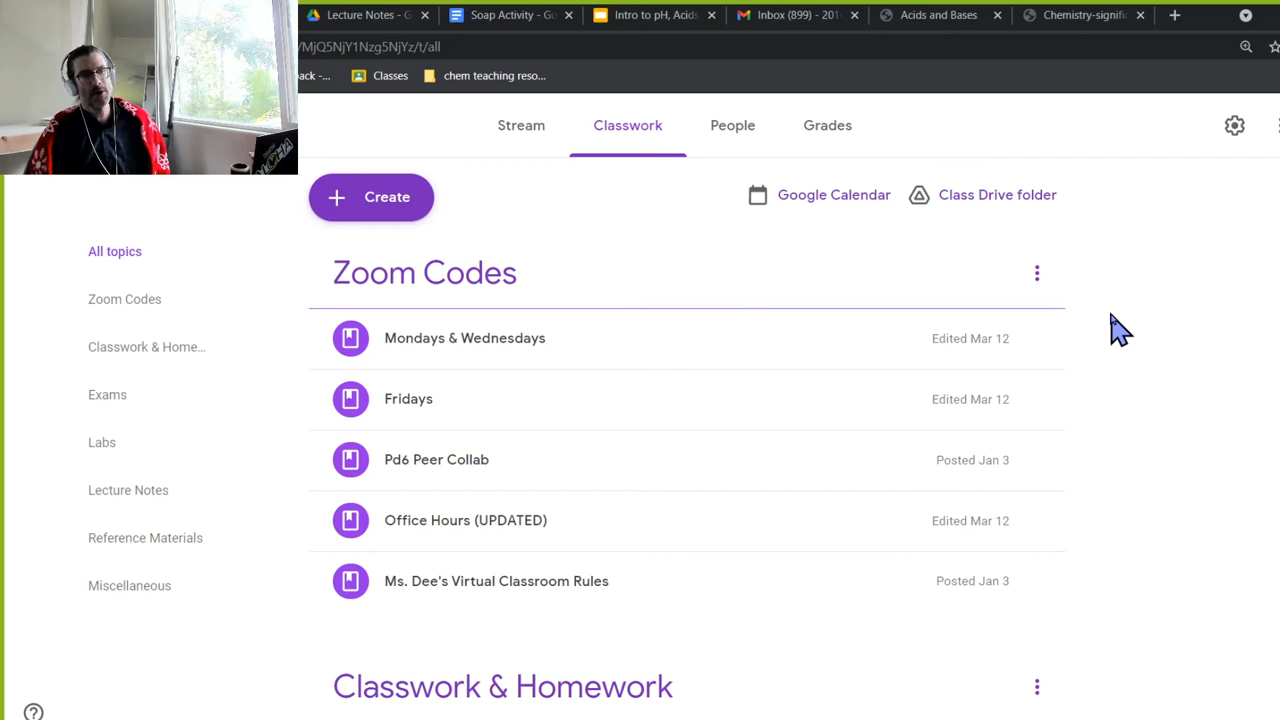 Lecture Notes - G
Soap Activity - Go
Intro to pH, Acids
Inbox (899) - 201
Acids and Bases
Chemistry-signific
/MjQ5NjY1Nzg5NjYz/t/all
back -...
Classes
chem teaching reso...
Stream
Classwork
People
Grades
Create
Google Calendar
Class Drive folder
All topics
Zoom Codes
Classwork & Home...
Exams
Labs
Lecture Notes
Reference Materials
Miscellaneous
Zoom Codes
Mondays & Wednesdays
Edited Mar 12
Fridays
Edited Mar 12
Pd6 Peer Collab
Posted Jan 3
Office Hours (UPDATED)
Edited Mar 12
Ms. Dee's Virtual Classroom Rules
Posted Jan 3
Classwork & Homework